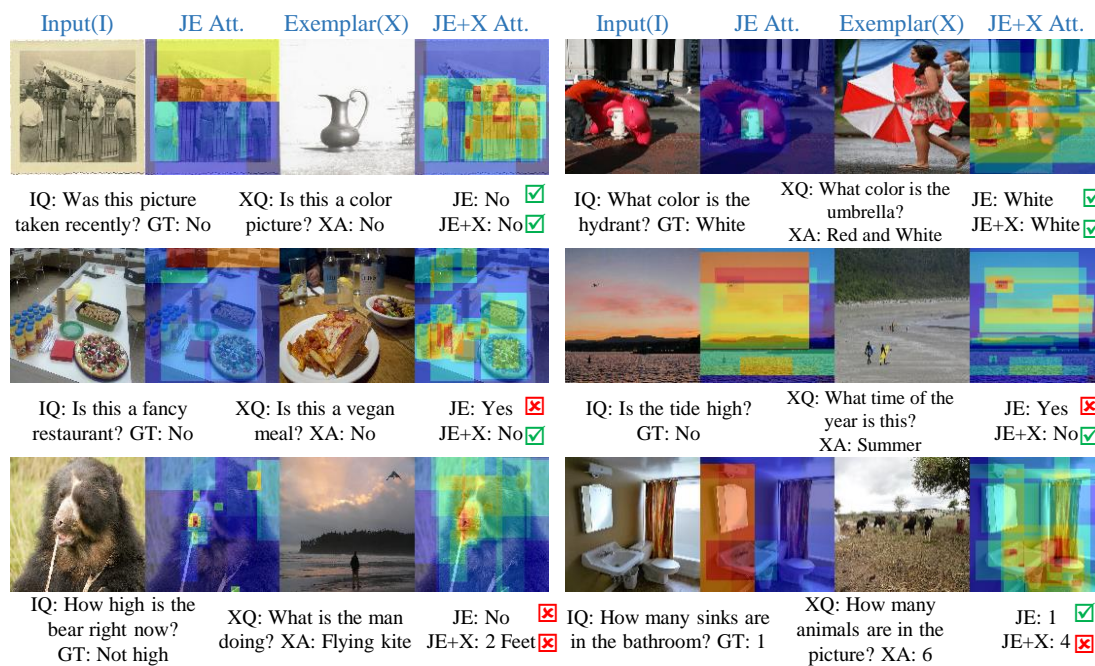 Input(I) JE Att. Exemplar(X) JE+X Att. Input(I) JE Att. Exemplar(X) JE+X Att.
IQ: Was this picture
taken recently? GT: No
XQ: Is this a color
picture? XA: No
JE: No
JE+X: No
IQ: What color is the
hydrant? GT: White
XQ: What color is the
umbrella?
XA: Red and White
JE: White
JE+X: White
IQ: Is this a fancy
restaurant? GT: No
XQ: Is this a vegan
meal? XA: No
JE: Yes
JE+X: No
IQ: Is the tide high?
GT: No
XQ: What time of the
year is this?
XA: Summer
JE: Yes
JE+X: No
IQ: How high is the
bear right now?
GT: Not high
XQ: What is the man
doing? XA: Flying kite
JE: No
JE+X: 2 Feet
IQ: How many sinks are
in the bathroom? GT: 1
XQ: How many
animals are in the
picture? XA: 6
JE: 1
JE+X: 4